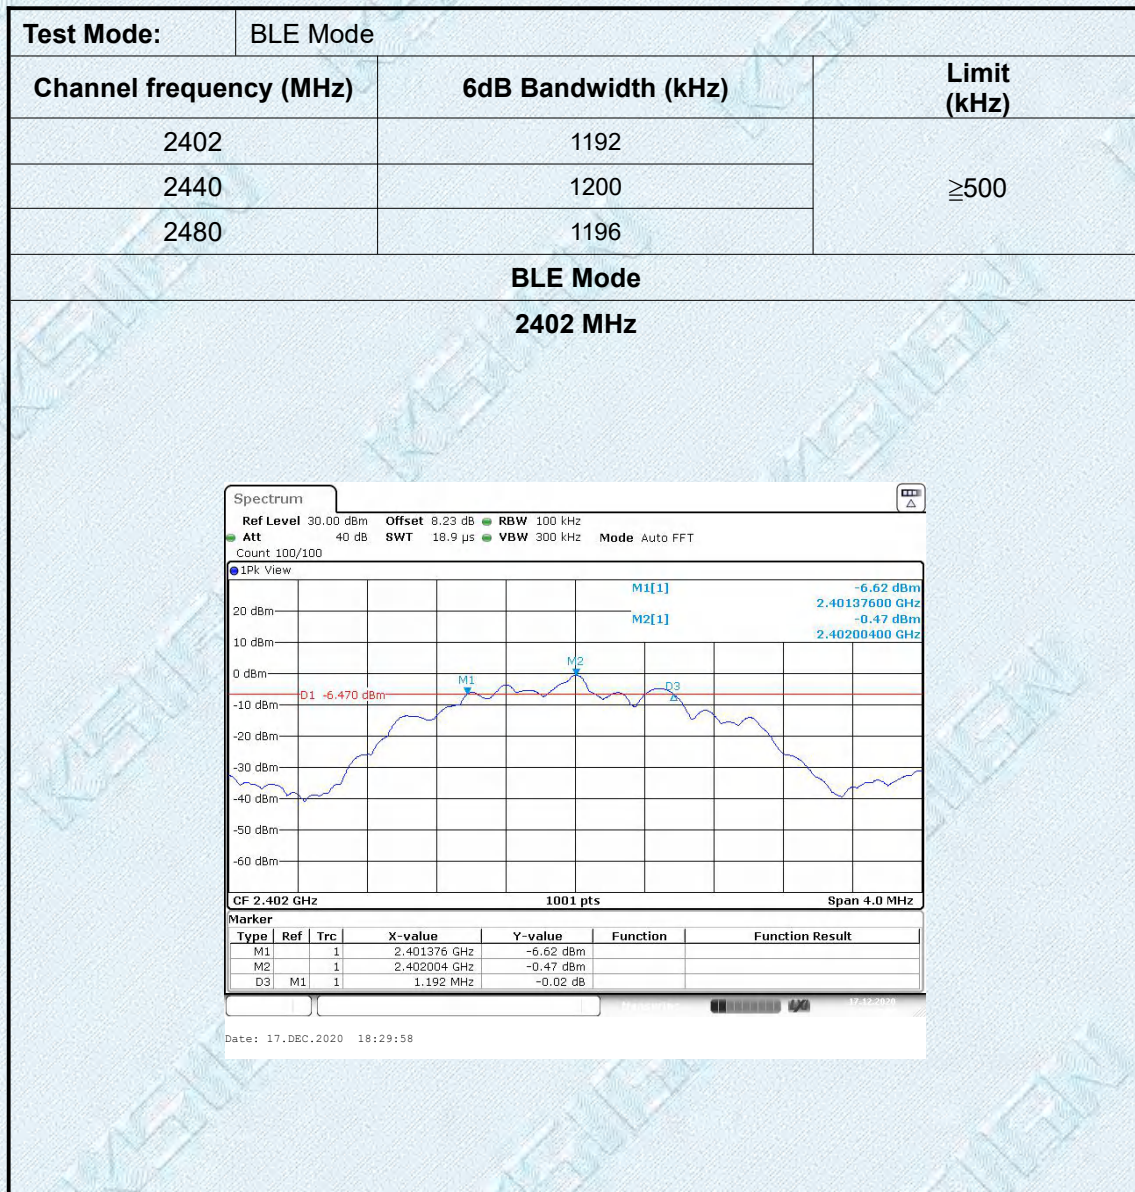 Test Mode: BLE Mode
Channel frequency (MHz) 6dB Bandwidth (kHz) Limit
(kHz)
2402 1192
2440 1200 ≧500
2480 1196
BLE Mode
2402 MHz
Spectrum
Ref Level 30.00 dBm Offset 8.23 dB RBW 100 kHz
Att 40 dB SWT 18.9 µs VBW 300 kHz Mode Auto FFT
Count 100/100
1Pk View
M1[1] -6.62 dBm
2.40137600 GHz
20 dBm
M2[1] -0.47 dBm
2.40200400 GHz
10 dBm
M2
0 dBm
M1
D3
D1 -6.470 dBm
-10 dBm
-20 dBm
-30 dBm
-40 dBm
-50 dBm
-60 dBm
CF 2.402 GHz 1001 pts Span 4.0 MHz
Marker
Type Ref Trc X-value Y-value Function Function Result
M1 1 2.401376 GHz -6.62 dBm
M2 1 2.402004 GHz -0.47 dBm
D3 M1 1 1.192 MHz -0.02 dB
17.12.2020
Date: 17.DEC.2020 18:29:58